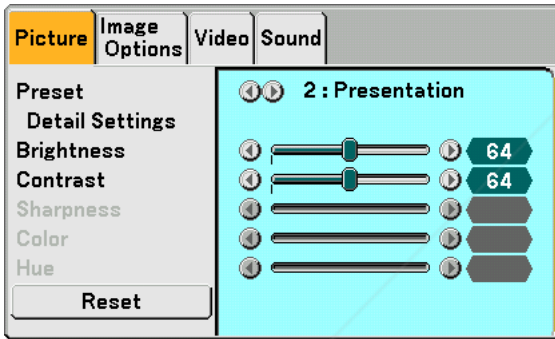 Picture
Image
Options
Video
Sound
Preset
2 : Presentation
Detail Settings
Brightness
64
Contrast
64
Sharpness
Color
Hue
Reset